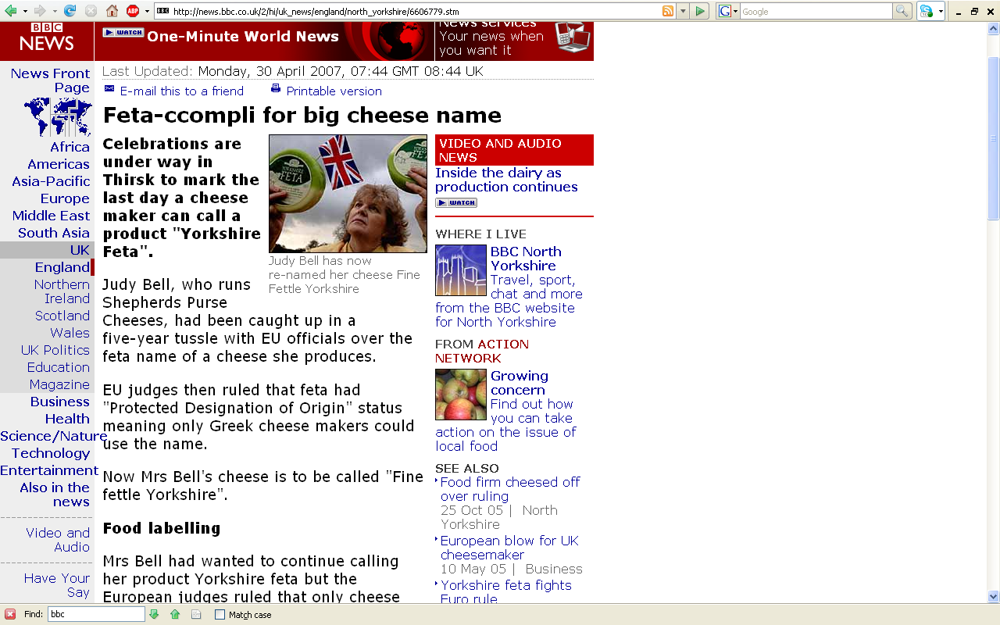 ABP
BBC http://news.bbc.co.uk/2/hi/uk_news/england/north_yorkshire/6606779.stm
G Google
BBC
NEWS
WATCH One-Minute World News
News services
Your news when
you want it
Last Updated: Monday, 30 April 2007, 07:44 GMT 08:44 UK
E-mail this to a friend Printable version
Feta-ccompli for big cheese name
News Front
Page
Africa
Americas
Asia-Pacific
Europe
Middle East
South Asia
UK
England
Northern
Ireland
Scotland
Wales
UK Politics
Education
Magazine
Business
Health
Science/Nature
Technology
Entertainment
Also in the
news
Video and
Audio
Have Your
Say
Celebrations are
under way in
Thirsk to mark the
last day a cheese
maker can call a
product "Yorkshire
Feta".
YORKSHIRE
FETA
Judy Bell has now
re-named her cheese Fine
Fettle Yorkshire
Judy Bell, who runs
Shepherds Purse
Cheeses, had been caught up in a
five-year tussle with EU officials over the
feta name of a cheese she produces.
EU judges then ruled that feta had
"Protected Designation of Origin" status
meaning only Greek cheese makers could
use the name.
Now Mrs Bell's cheese is to be called "Fine
fettle Yorkshire".
Food labelling
Mrs Bell had wanted to continue calling
her product Yorkshire feta but the
European judges ruled that only cheese
VIDEO AND AUDIO
NEWS
Inside the dairy as
production continues
WATCH
WHERE I LIVE
BBC North
Yorkshire
Travel, sport,
chat and more
from the BBC website
for North Yorkshire
FROM ACTION
NETWORK
Growing
concern
Find out how
you can take
action on the issue of
local food
SEE ALSO
Food firm cheesed off
over ruling
25 Oct 05 | North
Yorkshire
European blow for UK
cheesemaker
10 May 05 | Business
Yorkshire feta fights
Euro rule
Find: bbc Match case